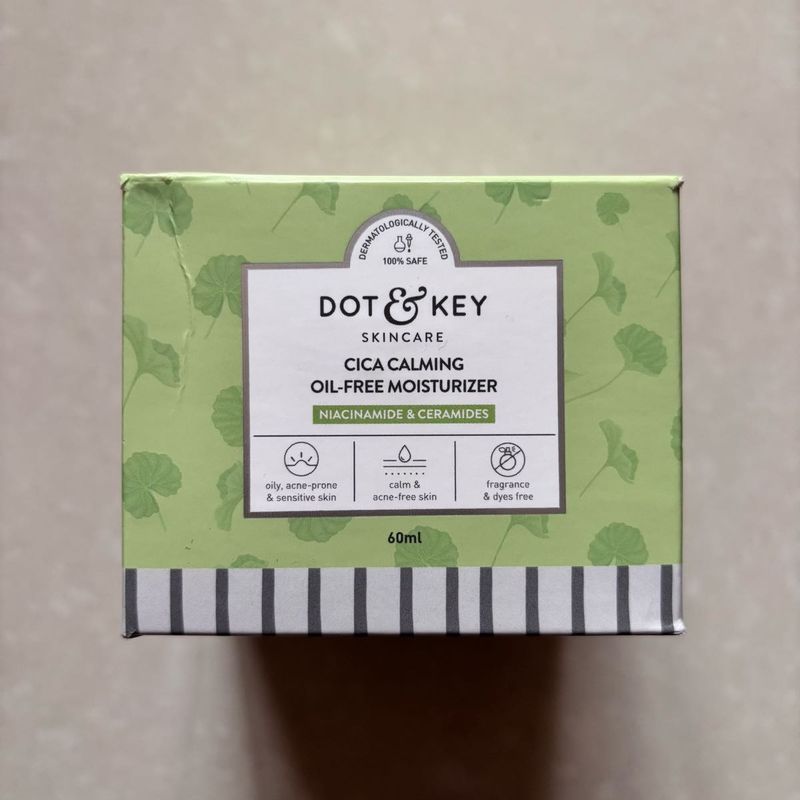 DERMATOLOGICALLY TESTED
100% SAFE
DOT & KEY
SKINCARE
CICA CALMING
OIL-FREE MOISTURIZER
NIACINAMIDE & CERAMIDES
oily, acne-prone
& sensitive skin
calm &
acne-free skin
fragrance
& dyes free
60ml